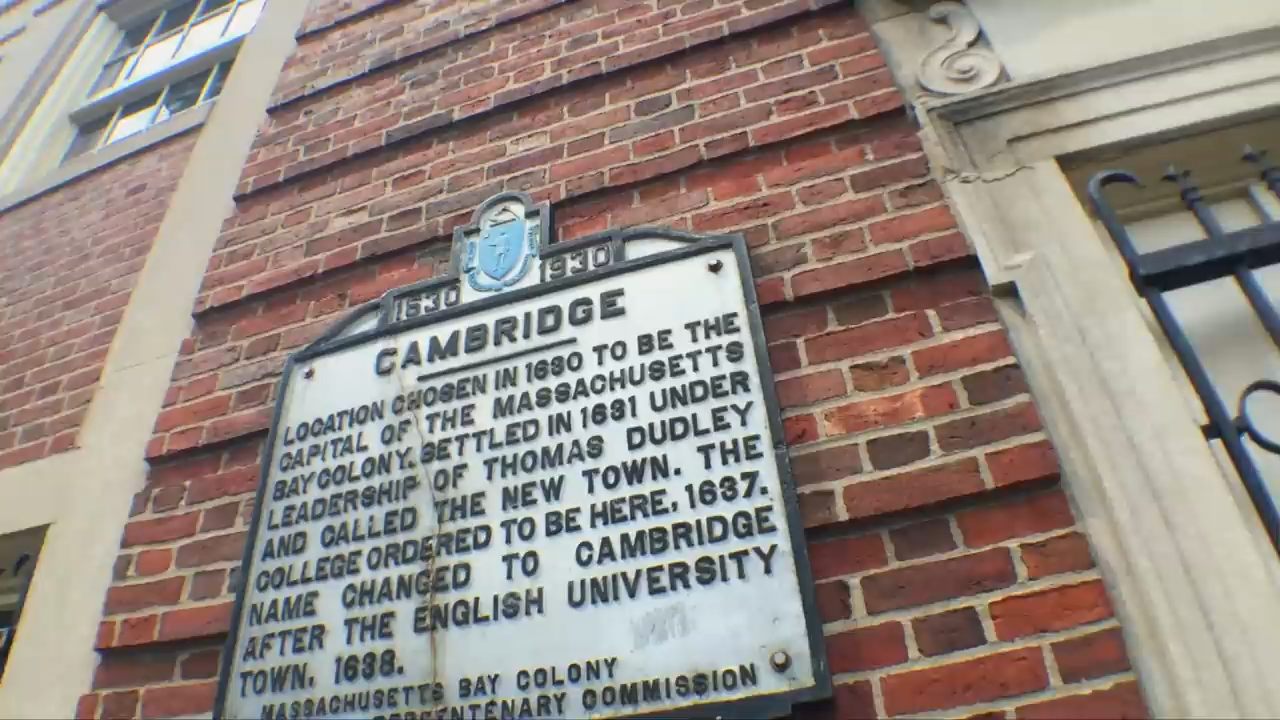 1630 1930
CAMBRIDGE
LOCATION CHOSEN IN 1630 TO BE THE
CAPITAL OF THE MASSACHUSETTS
BAY COLONY. SETTLED IN 1631 UNDER
LEADERSHIP OF THOMAS DUDLEY
AND CALLED THE NEW TOWN. THE
COLLEGE ORDERED TO BE HERE, 1637.
NAME CHANGED TO CAMBRIDGE
AFTER THE ENGLISH UNIVERSITY
TOWN, 1638.
MASSACHUSETTS BAY COLONY
TERCENTENARY COMMISSION